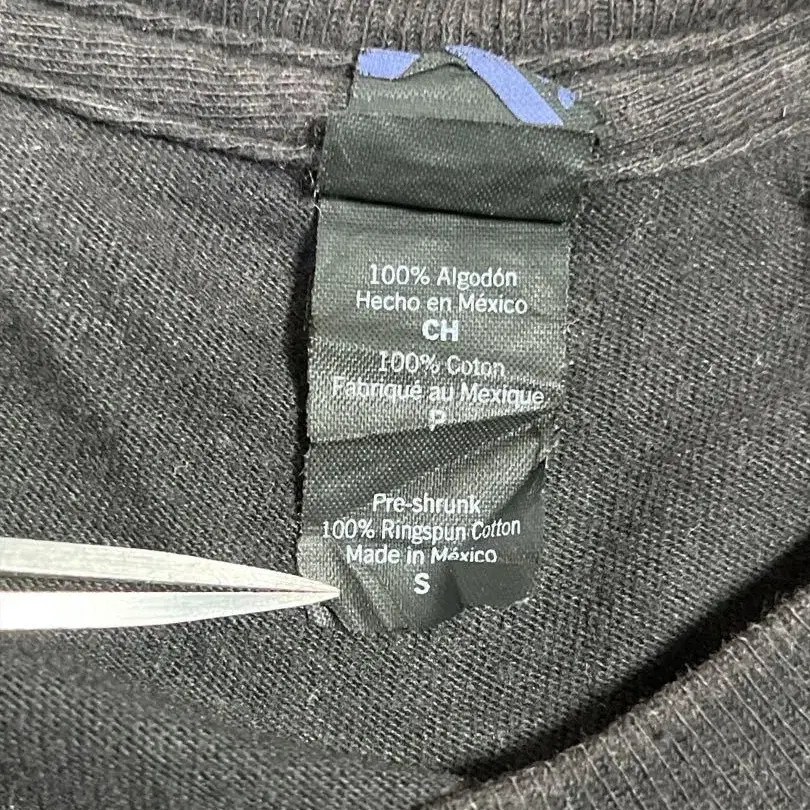 100% Algodón
Hecho en México
CH
100% Coton
Fabriqué au Mexique
P
Pre-shrunk
100% Ringspun Cotton
Made in México
S